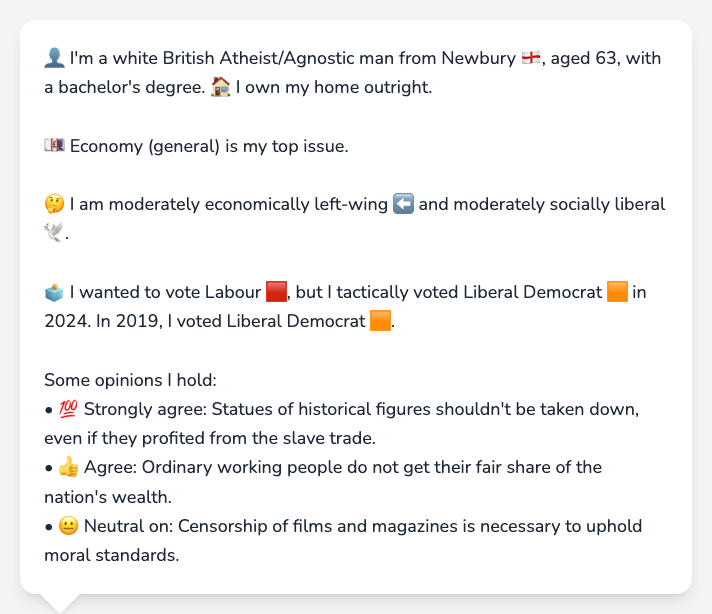 👤 I'm a white British Atheist/Agnostic man from Newbury 🏴󠁧󠁢󠁥󠁮󠁧󠁿, aged 63, with
a bachelor's degree. 🏠 I own my home outright.
💷 Economy (general) is my top issue.
🤔 I am moderately economically left-wing ⬅️ and moderately socially liberal
🕊️.
🗳️ I wanted to vote Labour 🟥, but I tactically voted Liberal Democrat 🟧 in
2024. In 2019, I voted Liberal Democrat 🟧.
Some opinions I hold:
• 💯 Strongly agree: Statues of historical figures shouldn't be taken down,
even if they profited from the slave trade.
• 👍 Agree: Ordinary working people do not get their fair share of the
nation's wealth.
• 😐 Neutral on: Censorship of films and magazines is necessary to uphold
moral standards.